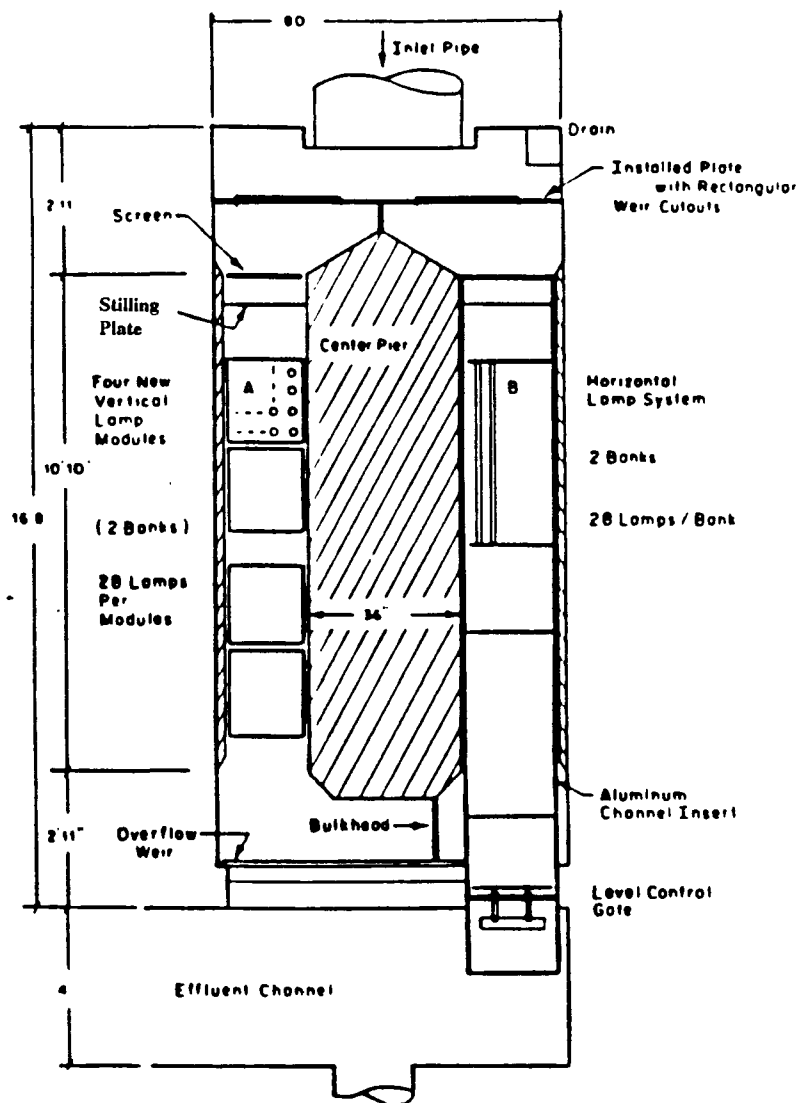 80
Inlet Pipe
Drain
Installed Plate
with Rectangular
Weir Cutouts
2'11
Screen
Stilling
Plate
Center Pier
Four New
Vertical
Lamp
Modules
A
B
Horizontal
Lamp System
2 Banks
28 Lamps / Bank
10'10"
16 8
( 2 Banks )
28 Lamps
Per
Modules
36"
Aluminum
Channel Insert
2'11"
Overflow
Weir
Bulkhead
Level Control
Gate
4
Effluent Channel